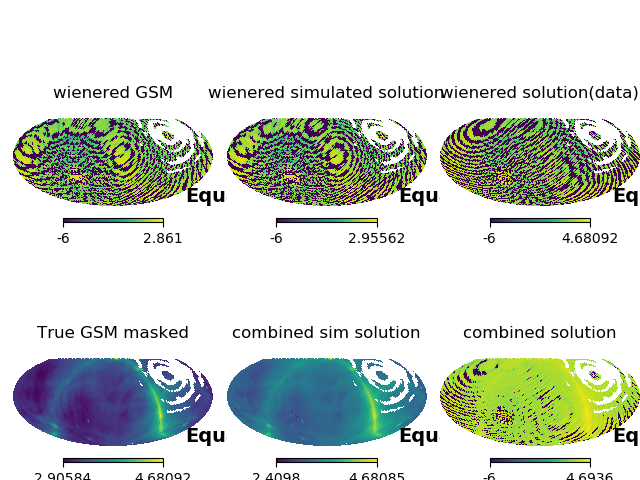 wienered GSM
wienered simulated solution
wienered solution(data)
Equ
Equ
Eq
-6 2.861
-6 2.95562
-6 4.68092
True GSM masked
combined sim solution
combined solution
Equ
Equ
Eq
2.90584 4.68092
2.4098 4.68085
-6 4.6936